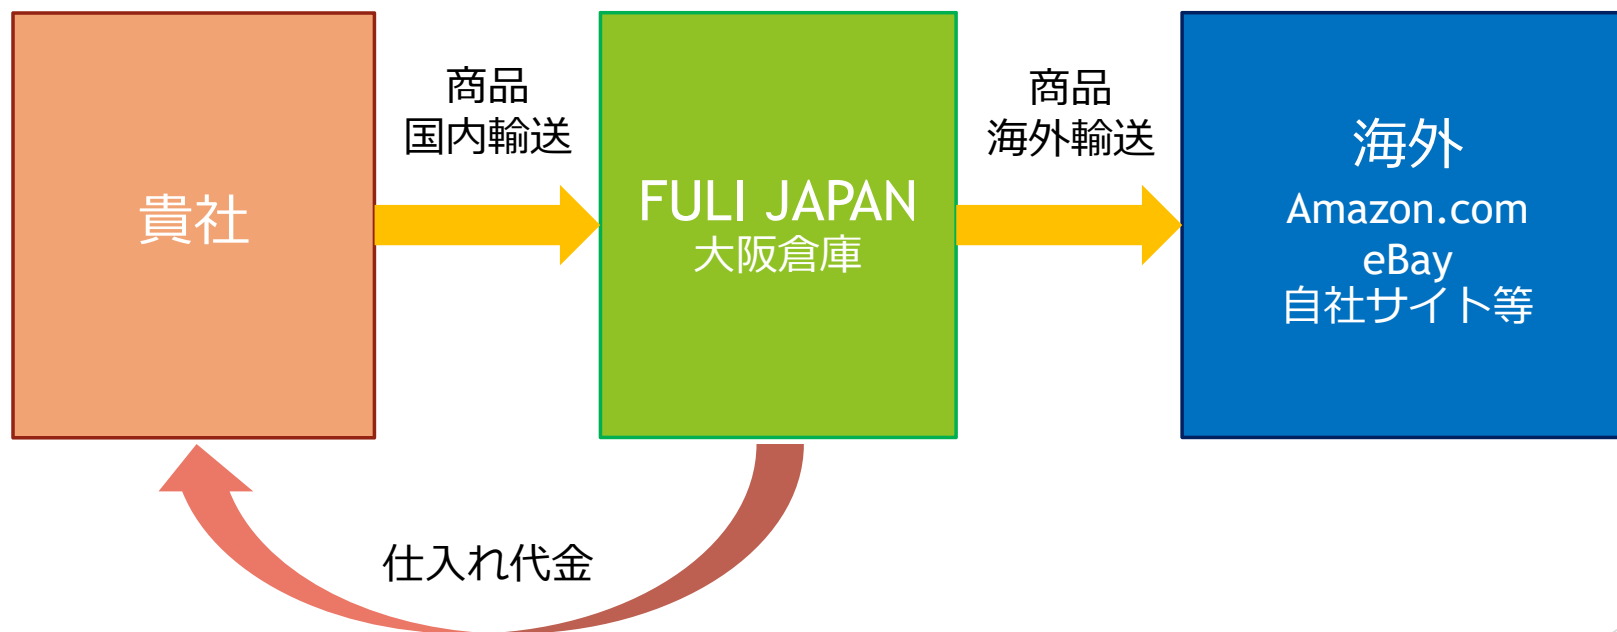 貴社
商品
国内輸送
FULI JAPAN
大阪倉庫
商品
海外輸送
海外
Amazon.com
eBay
自社サイト等
仕入れ代金